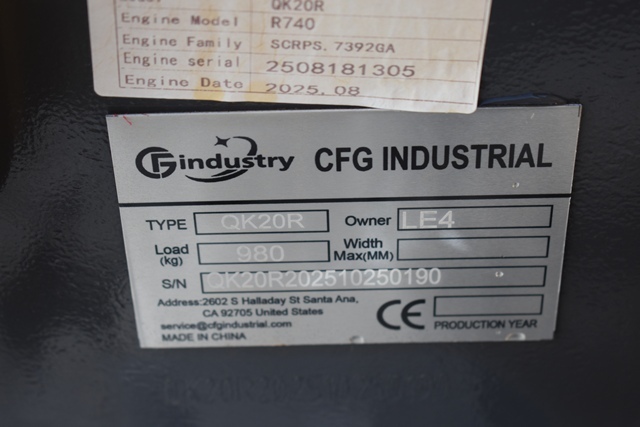 QK20R
Engine Model R740
Engine Family SCRPS. 7392GA
Engine serial 2508181305
Engine Date 2025.08
CFG industry CFG INDUSTRIAL
TYPE QK20R Owner LE4
Load (kg) 980 Width Max(MM)
S/N QK20R202510250190
Address:2602 S Halladay St Santa Ana,
CA 92705 United States
service@cfgindustrial.com
MADE IN CHINA
CE PRODUCTION YEAR